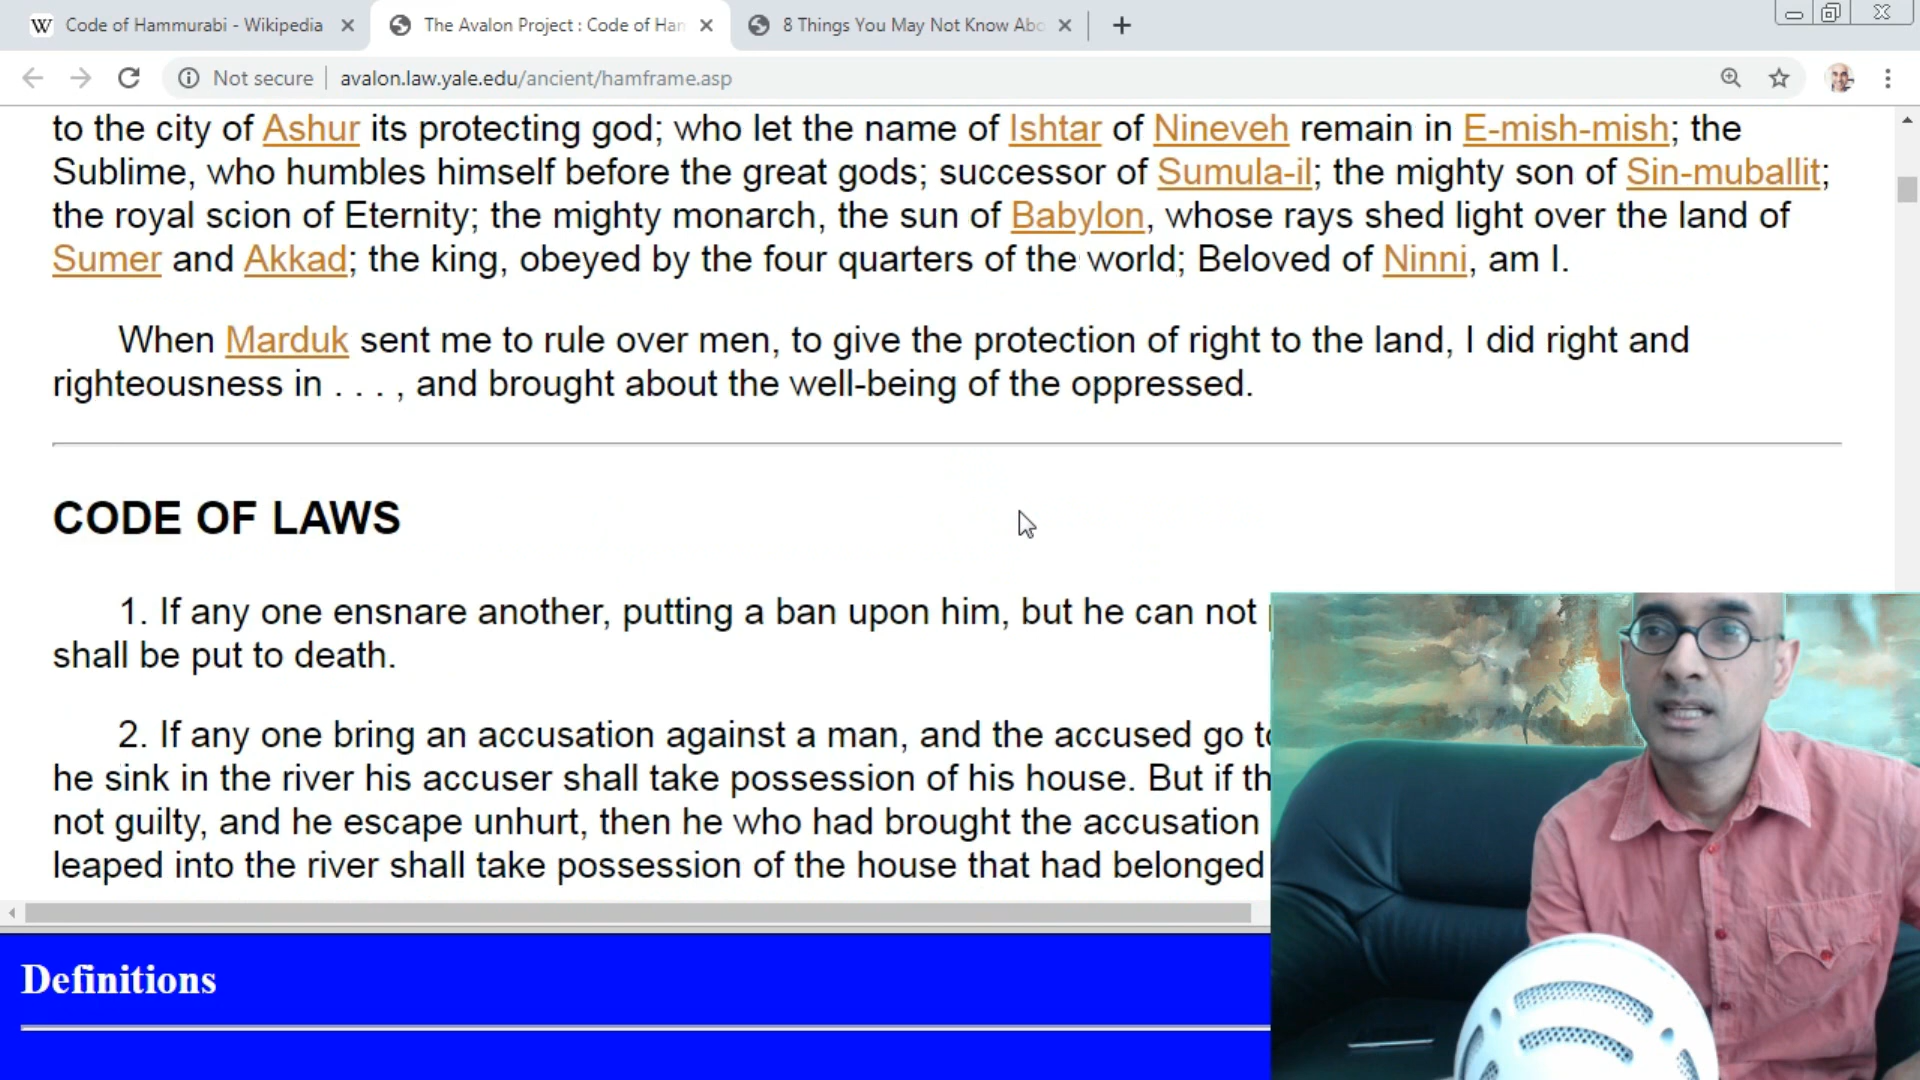 Code of Hammurabi - Wikipedia
The Avalon Project : Code of Ham
8 Things You May Not Know Abo
Not secure
avalon.law.yale.edu/ancient/hamframe.asp
to the city of Ashur its protecting god; who let the name of Ishtar of Nineveh remain in E-mish-mish; the
Sublime, who humbles himself before the great gods; successor of Sumula-il; the mighty son of Sin-muballit;
the royal scion of Eternity; the mighty monarch, the sun of Babylon, whose rays shed light over the land of
Sumer and Akkad; the king, obeyed by the four quarters of the world; Beloved of Ninni, am I.
When Marduk sent me to rule over men, to give the protection of right to the land, I did right and
righteousness in . . . , and brought about the well-being of the oppressed.
CODE OF LAWS
1. If any one ensnare another, putting a ban upon him, but he can not
shall be put to death.
2. If any one bring an accusation against a man, and the accused go to
he sink in the river his accuser shall take possession of his house. But if th
not guilty, and he escape unhurt, then he who had brought the accusation
leaped into the river shall take possession of the house that had belonged
Definitions